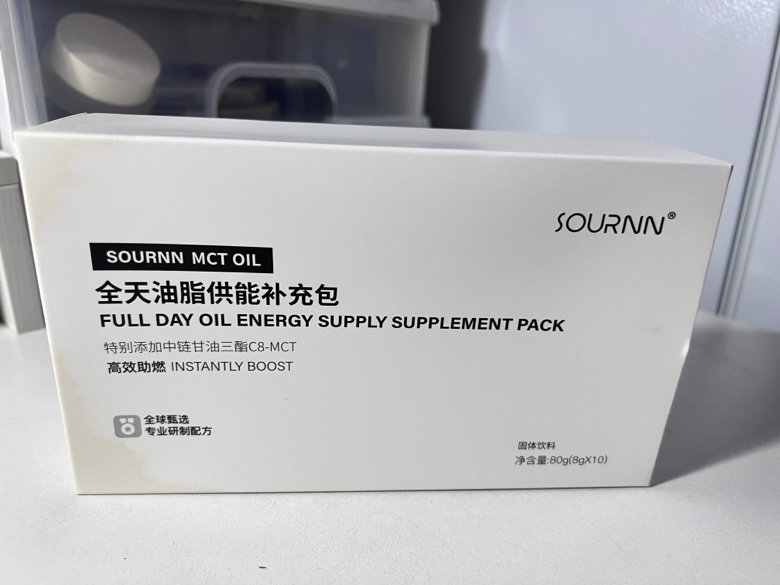 SOURNN®
SOURNN MCT OIL
全天油脂供能补充包
FULL DAY OIL ENERGY SUPPLY SUPPLEMENT PACK
特别添加中链甘油三酯C8-MCT
高效助燃 INSTANTLY BOOST
全球甄选
专业研制配方
固体饮料
净含量:80g(8gX10)